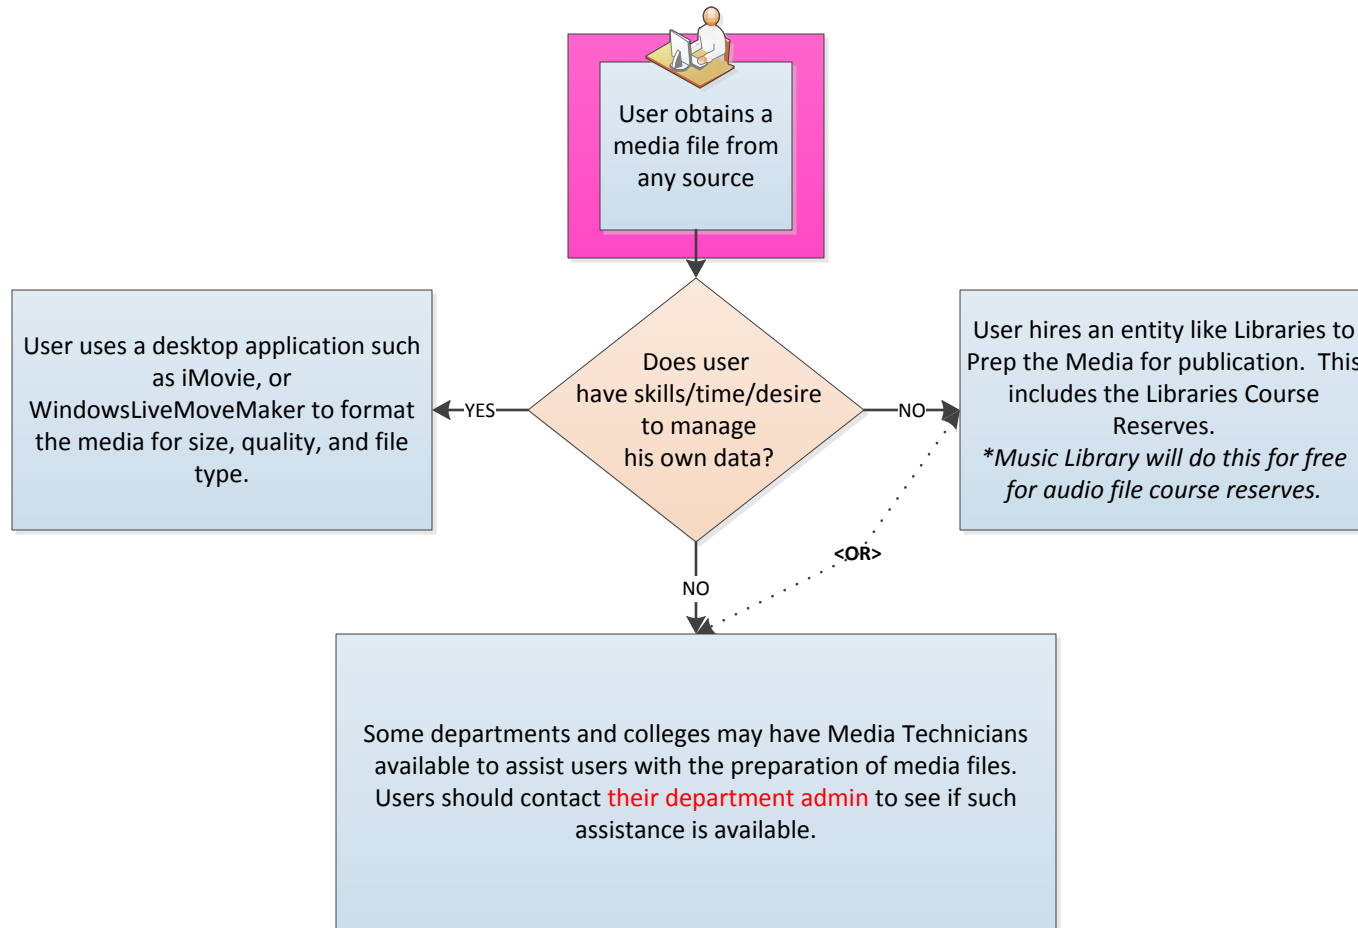 User obtains a
media file from
any source
User uses a desktop application such
as iMovie, or
WindowsLiveMoveMaker to format
the media for size, quality, and file
type.
YES
Does user
have skills/time/desire
to manage
his own data?
NO
User hires an entity like Libraries to
Prep the Media for publication.  This
includes the Libraries Course
Reserves.
*Music Library will do this for free
for audio file course reserves.
<OR>
NO
Some departments and colleges may have Media Technicians
available to assist users with the preparation of media files.
Users should contact their department admin to see if such
assistance is available.